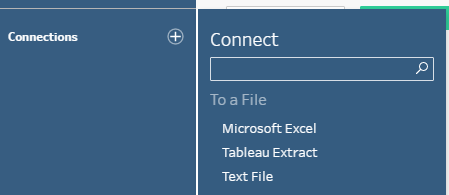 Connections
Connect
To a File
Microsoft Excel
Tableau Extract
Text File